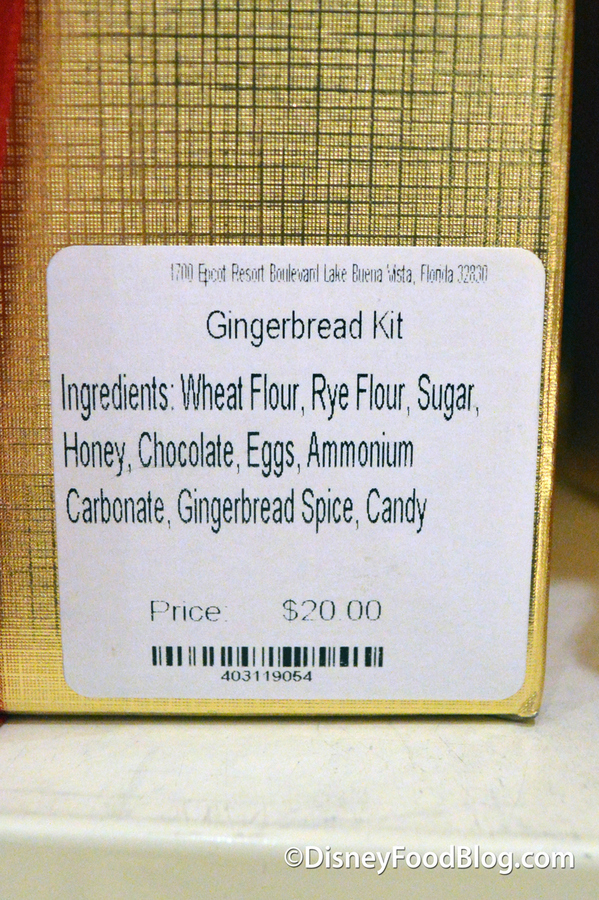 1700 Epcot Resort Boulevard Lake Buena Vista, Florida 32830
Gingerbread Kit
Ingredients: Wheat Flour, Rye Flour, Sugar,
Honey, Chocolate, Eggs, Ammonium
Carbonate, Gingerbread Spice, Candy
Price: $20.00
403119054
©DisneyFoodBlog.com